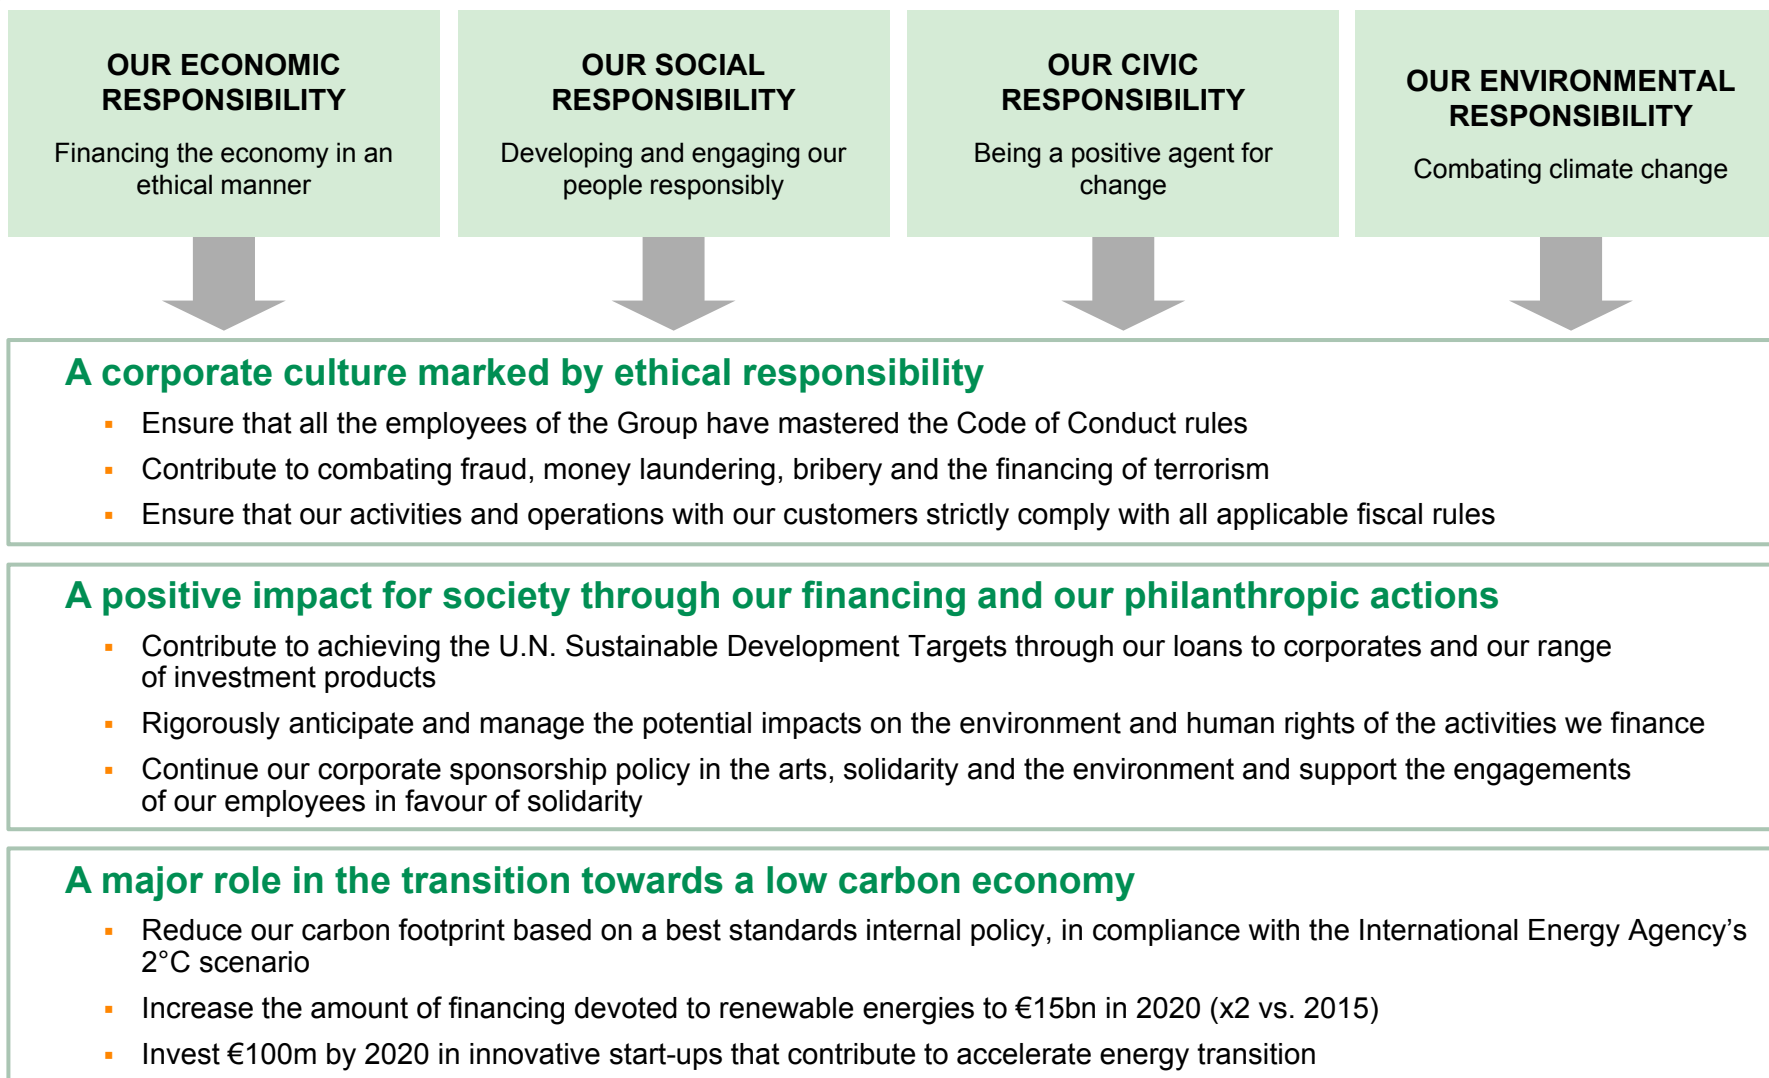 OUR ECONOMIC
RESPONSIBILITY
Financing the economy in an
ethical manner
OUR SOCIAL
RESPONSIBILITY
Developing and engaging our
people responsibly
OUR CIVIC
RESPONSIBILITY
Being a positive agent for
change
OUR ENVIRONMENTAL
RESPONSIBILITY
Combating climate change
A corporate culture marked by ethical responsibility
▪ Ensure that all the employees of the Group have mastered the Code of Conduct rules
▪ Contribute to combating fraud, money laundering, bribery and the financing of terrorism
▪ Ensure that our activities and operations with our customers strictly comply with all applicable fiscal rules
A positive impact for society through our financing and our philanthropic actions
▪ Contribute to achieving the U.N. Sustainable Development Targets through our loans to corporates and our range
of investment products
▪ Rigorously anticipate and manage the potential impacts on the environment and human rights of the activities we finance
▪ Continue our corporate sponsorship policy in the arts, solidarity and the environment and support the engagements
of our employees in favour of solidarity
A major role in the transition towards a low carbon economy
▪ Reduce our carbon footprint based on a best standards internal policy, in compliance with the International Energy Agency’s
2°C scenario
▪ Increase the amount of financing devoted to renewable energies to €15bn in 2020 (x2 vs. 2015)
▪ Invest €100m by 2020 in innovative start-ups that contribute to accelerate energy transition